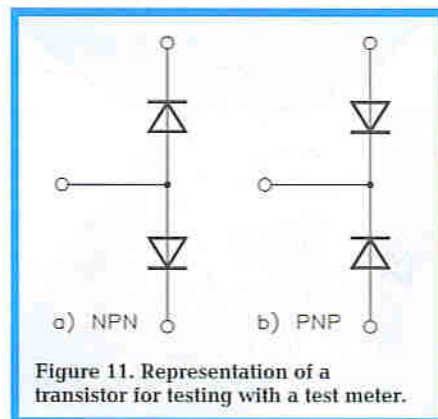 a) NPN
b) PNP
Figure 11. Representation of a
transistor for testing with a test meter.